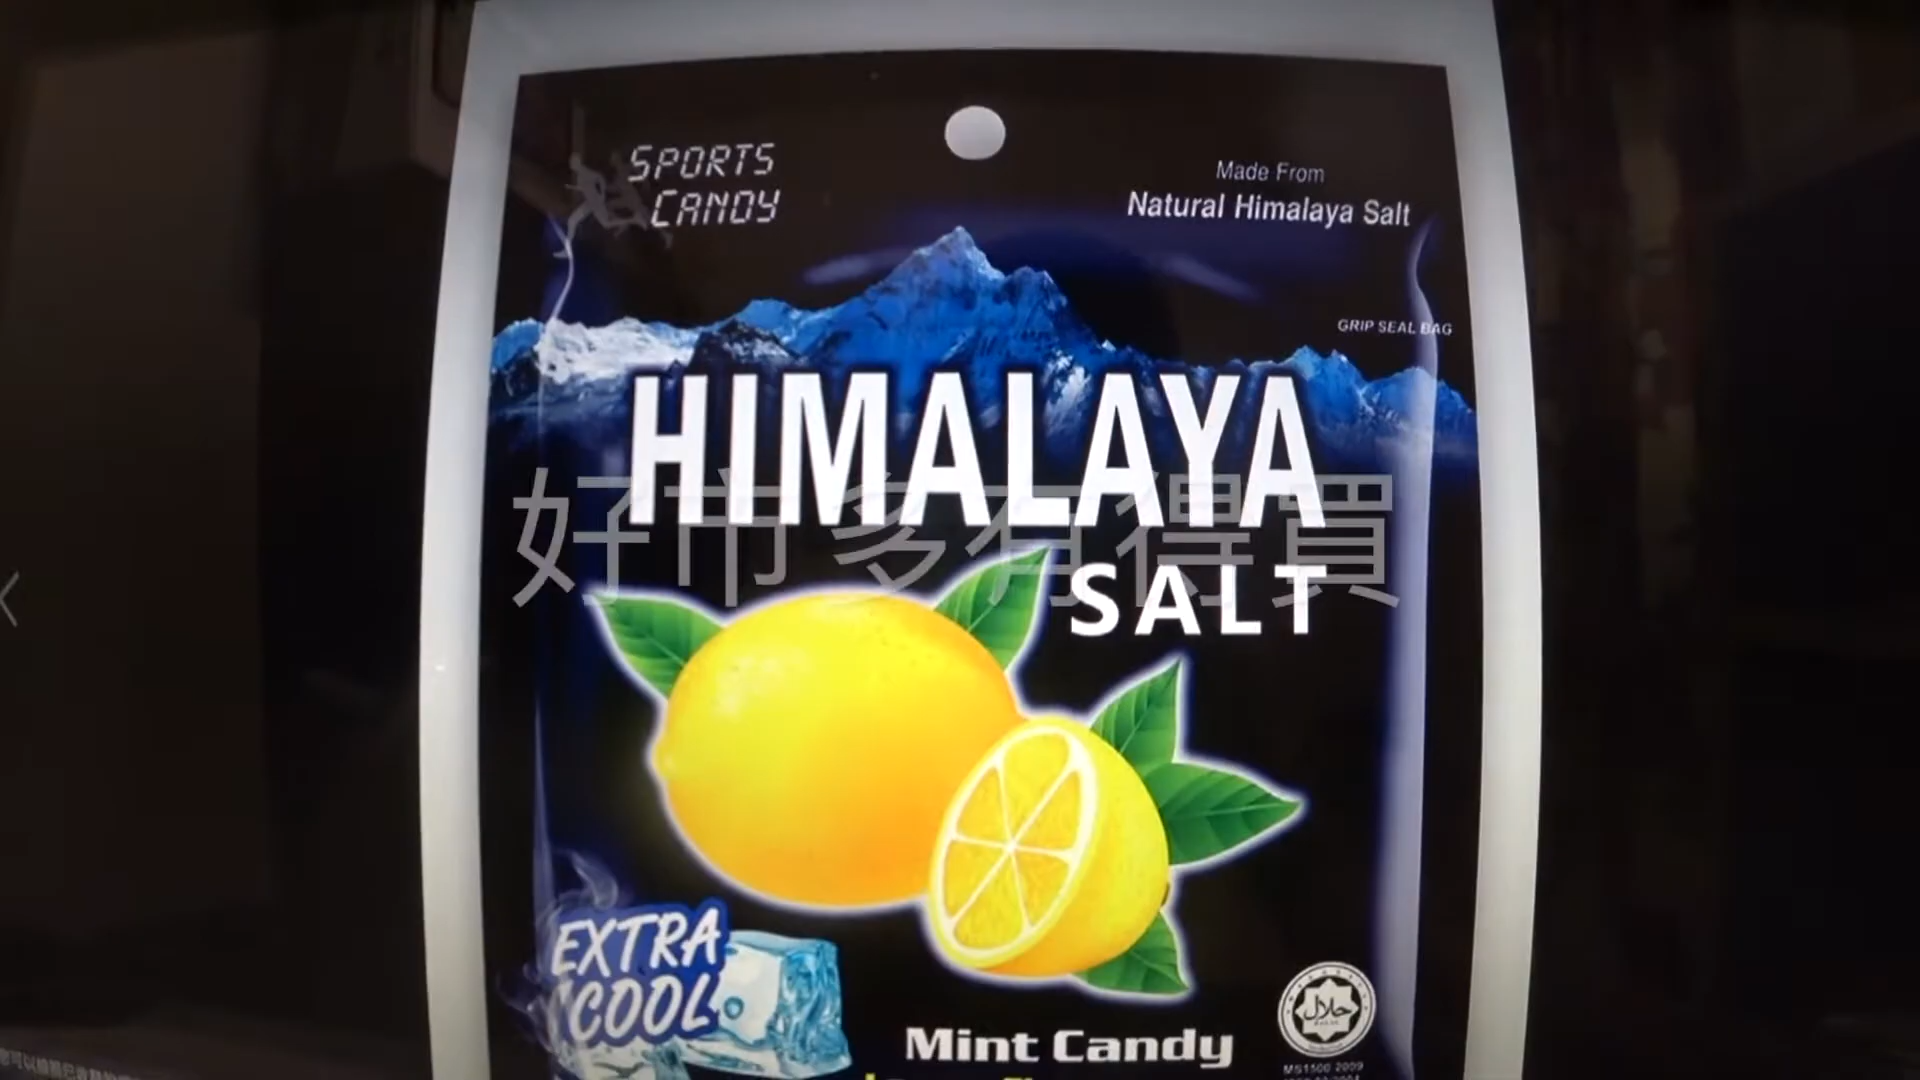 SPORTS
CANDY
Made From
Natural Himalaya Salt
GRIP SEAL BAG
HIMALAYA
好市多有得買
SALT
EXTRA
COOL
Mint Candy
حلال
MS1500 2009